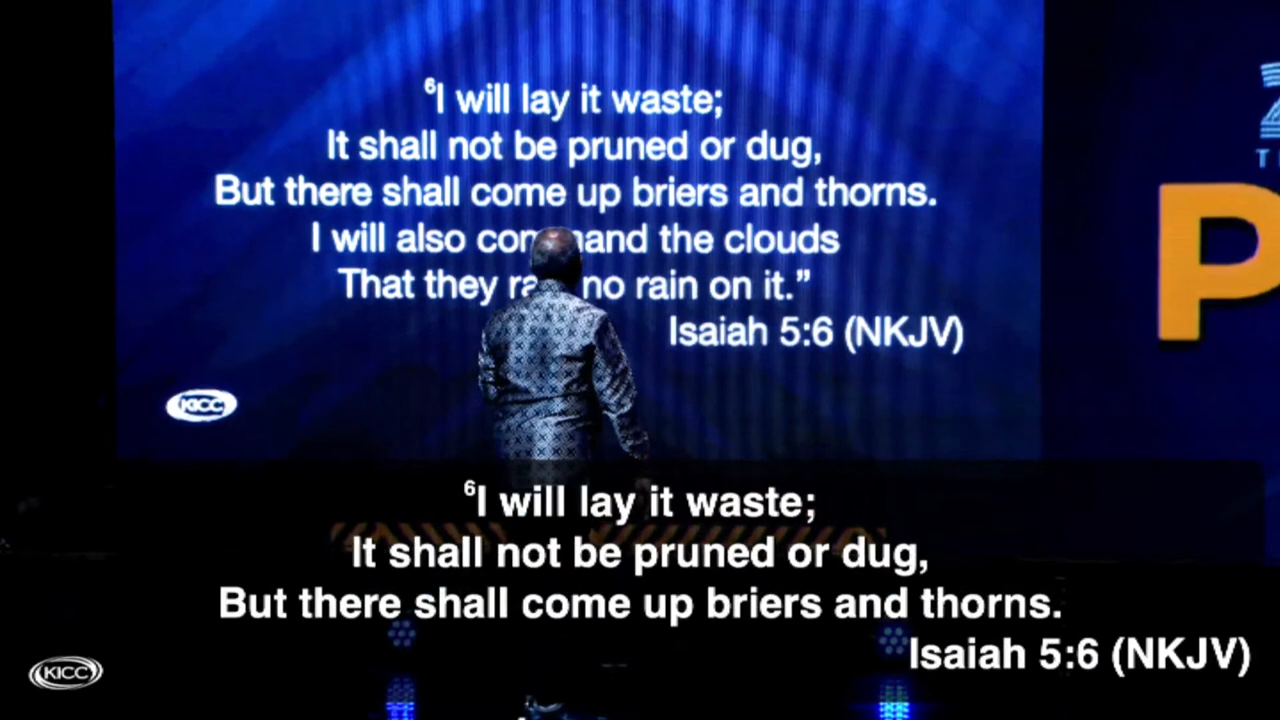 ⁶I will lay it waste;
It shall not be pruned or dug,
But there shall come up briers and thorns.
I will also com and the clouds
That they ra no rain on it.”
Isaiah 5:6 (NKJV)
KICC
P
⁶I will lay it waste;
It shall not be pruned or dug,
But there shall come up briers and thorns.
Isaiah 5:6 (NKJV)
KICC